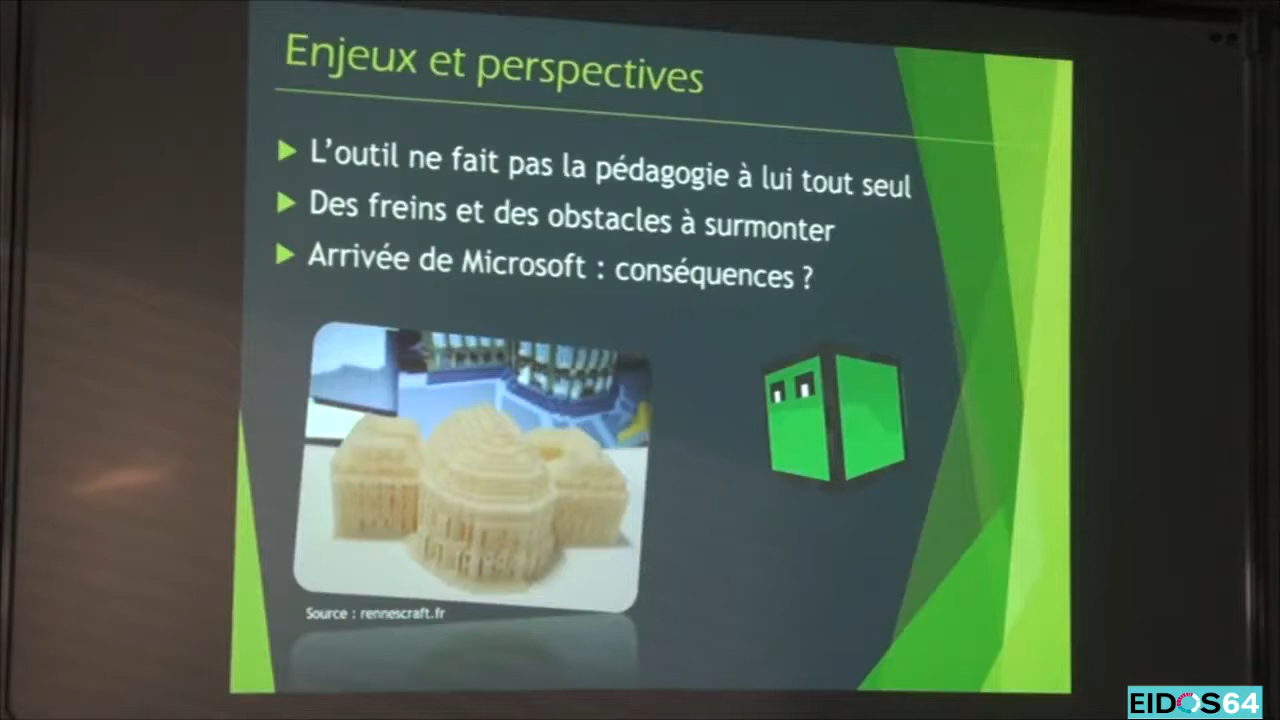 Enjeux et perspectives
L'outil ne fait pas la pédagogie à lui tout seul
Des freins et des obstacles à surmonter
Arrivée de Microsoft : conséquences ?
Source : rennescraft.fr
EIDOS64